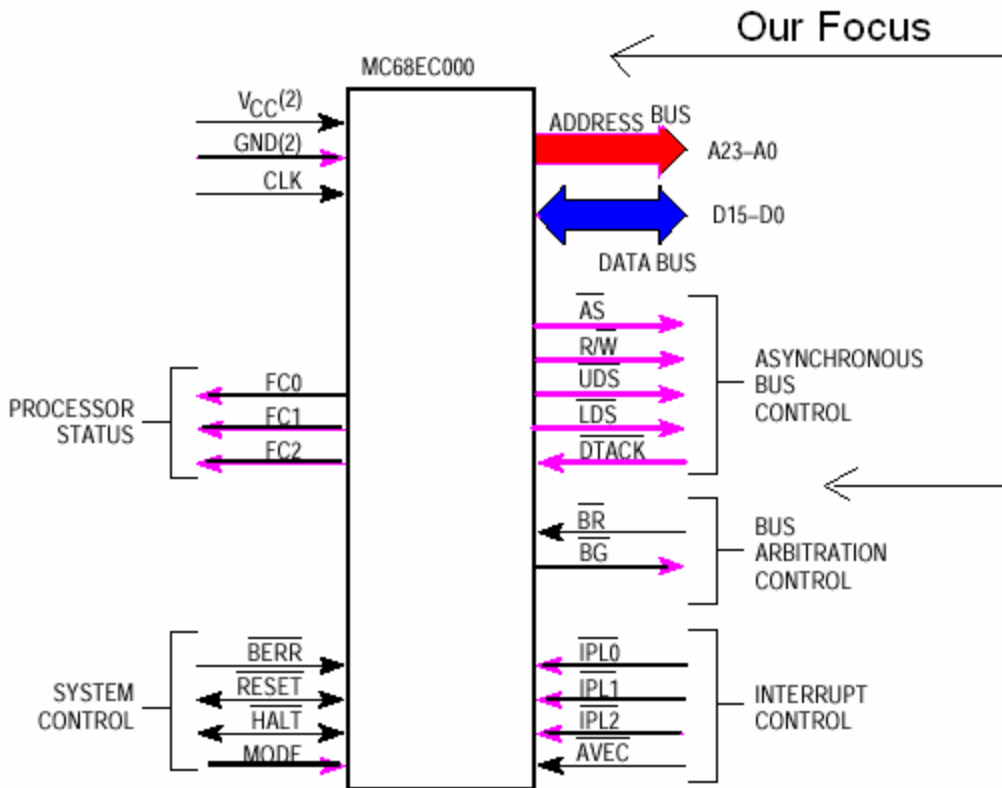 Our Focus
MC68EC000
VCC(2)
GND(2)
CLK
ADDRESS BUS
A23–A0
D15–D0
DATA BUS
AS
R/W
UDS
LDS
DTACK
ASYNCHRONOUS
BUS
CONTROL
PROCESSOR
STATUS
FC0
FC1
FC2
BR
BG
BUS
ARBITRATION
CONTROL
SYSTEM
CONTROL
BERR
RESET
HALT
MODE
IPL0
IPL1
IPL2
AVEC
INTERRUPT
CONTROL